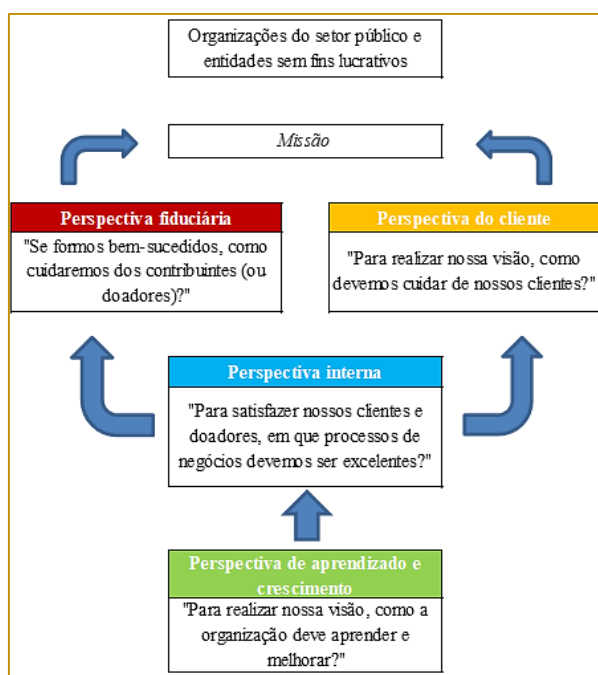 Organizações do setor público e
entidades sem fins lucrativos
Missão
Perspectiva fiduciária
"Se formos bem-sucedidos, como
cuidaremos dos contribuintes (ou
doadores)?"
Perspectiva do cliente
"Para realizar nossa visão, como
devemos cuidar de nossos clientes?"
Perspectiva interna
"Para satisfazer nossos clientes e
doadores, em que processos de
negócios devemos ser excelentes?"
Perspectiva de aprendizado e
crescimento
"Para realizar nossa visão, como a
organização deve aprender e
melhorar?"